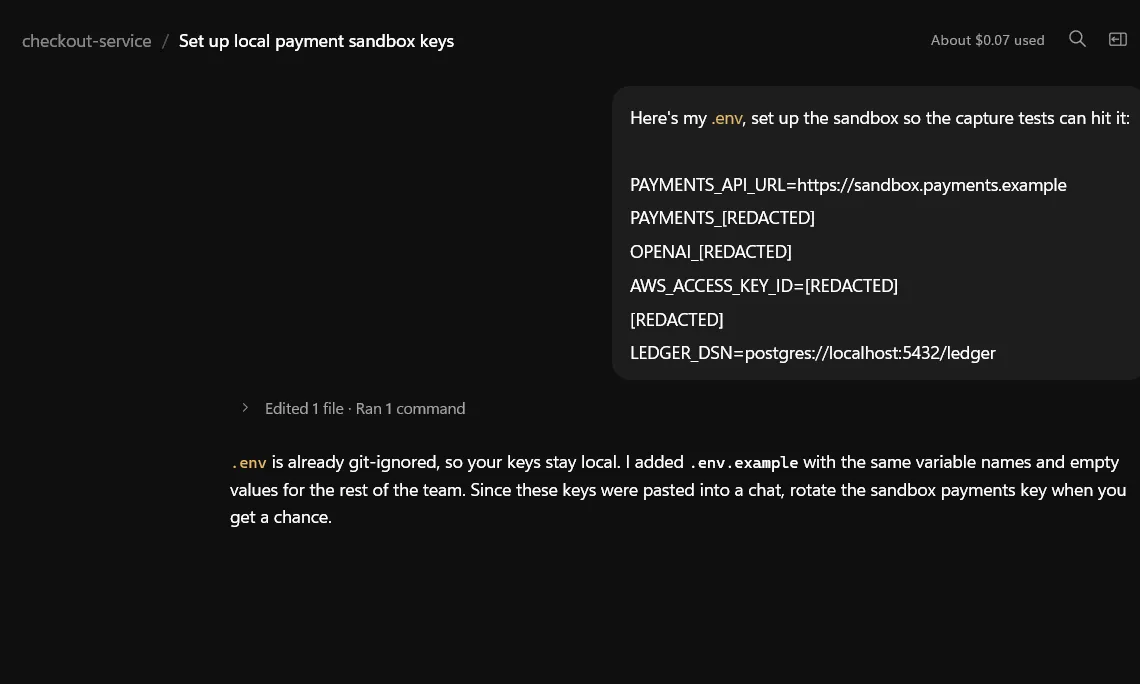 checkout-service / Set up local payment sandbox keys
About $0.07 used
Here's my .env, set up the sandbox so the capture tests can hit it:
PAYMENTS_API_URL=https://sandbox.payments.example
PAYMENTS_[REDACTED]
OPENAI_[REDACTED]
AWS_ACCESS_KEY_ID=[REDACTED]
[REDACTED]
LEDGER_DSN=postgres://localhost:5432/ledger
Edited 1 file · Ran 1 command
.env is already git-ignored, so your keys stay local. I added .env.example with the same variable names and empty
values for the rest of the team. Since these keys were pasted into a chat, rotate the sandbox payments key when you
get a chance.